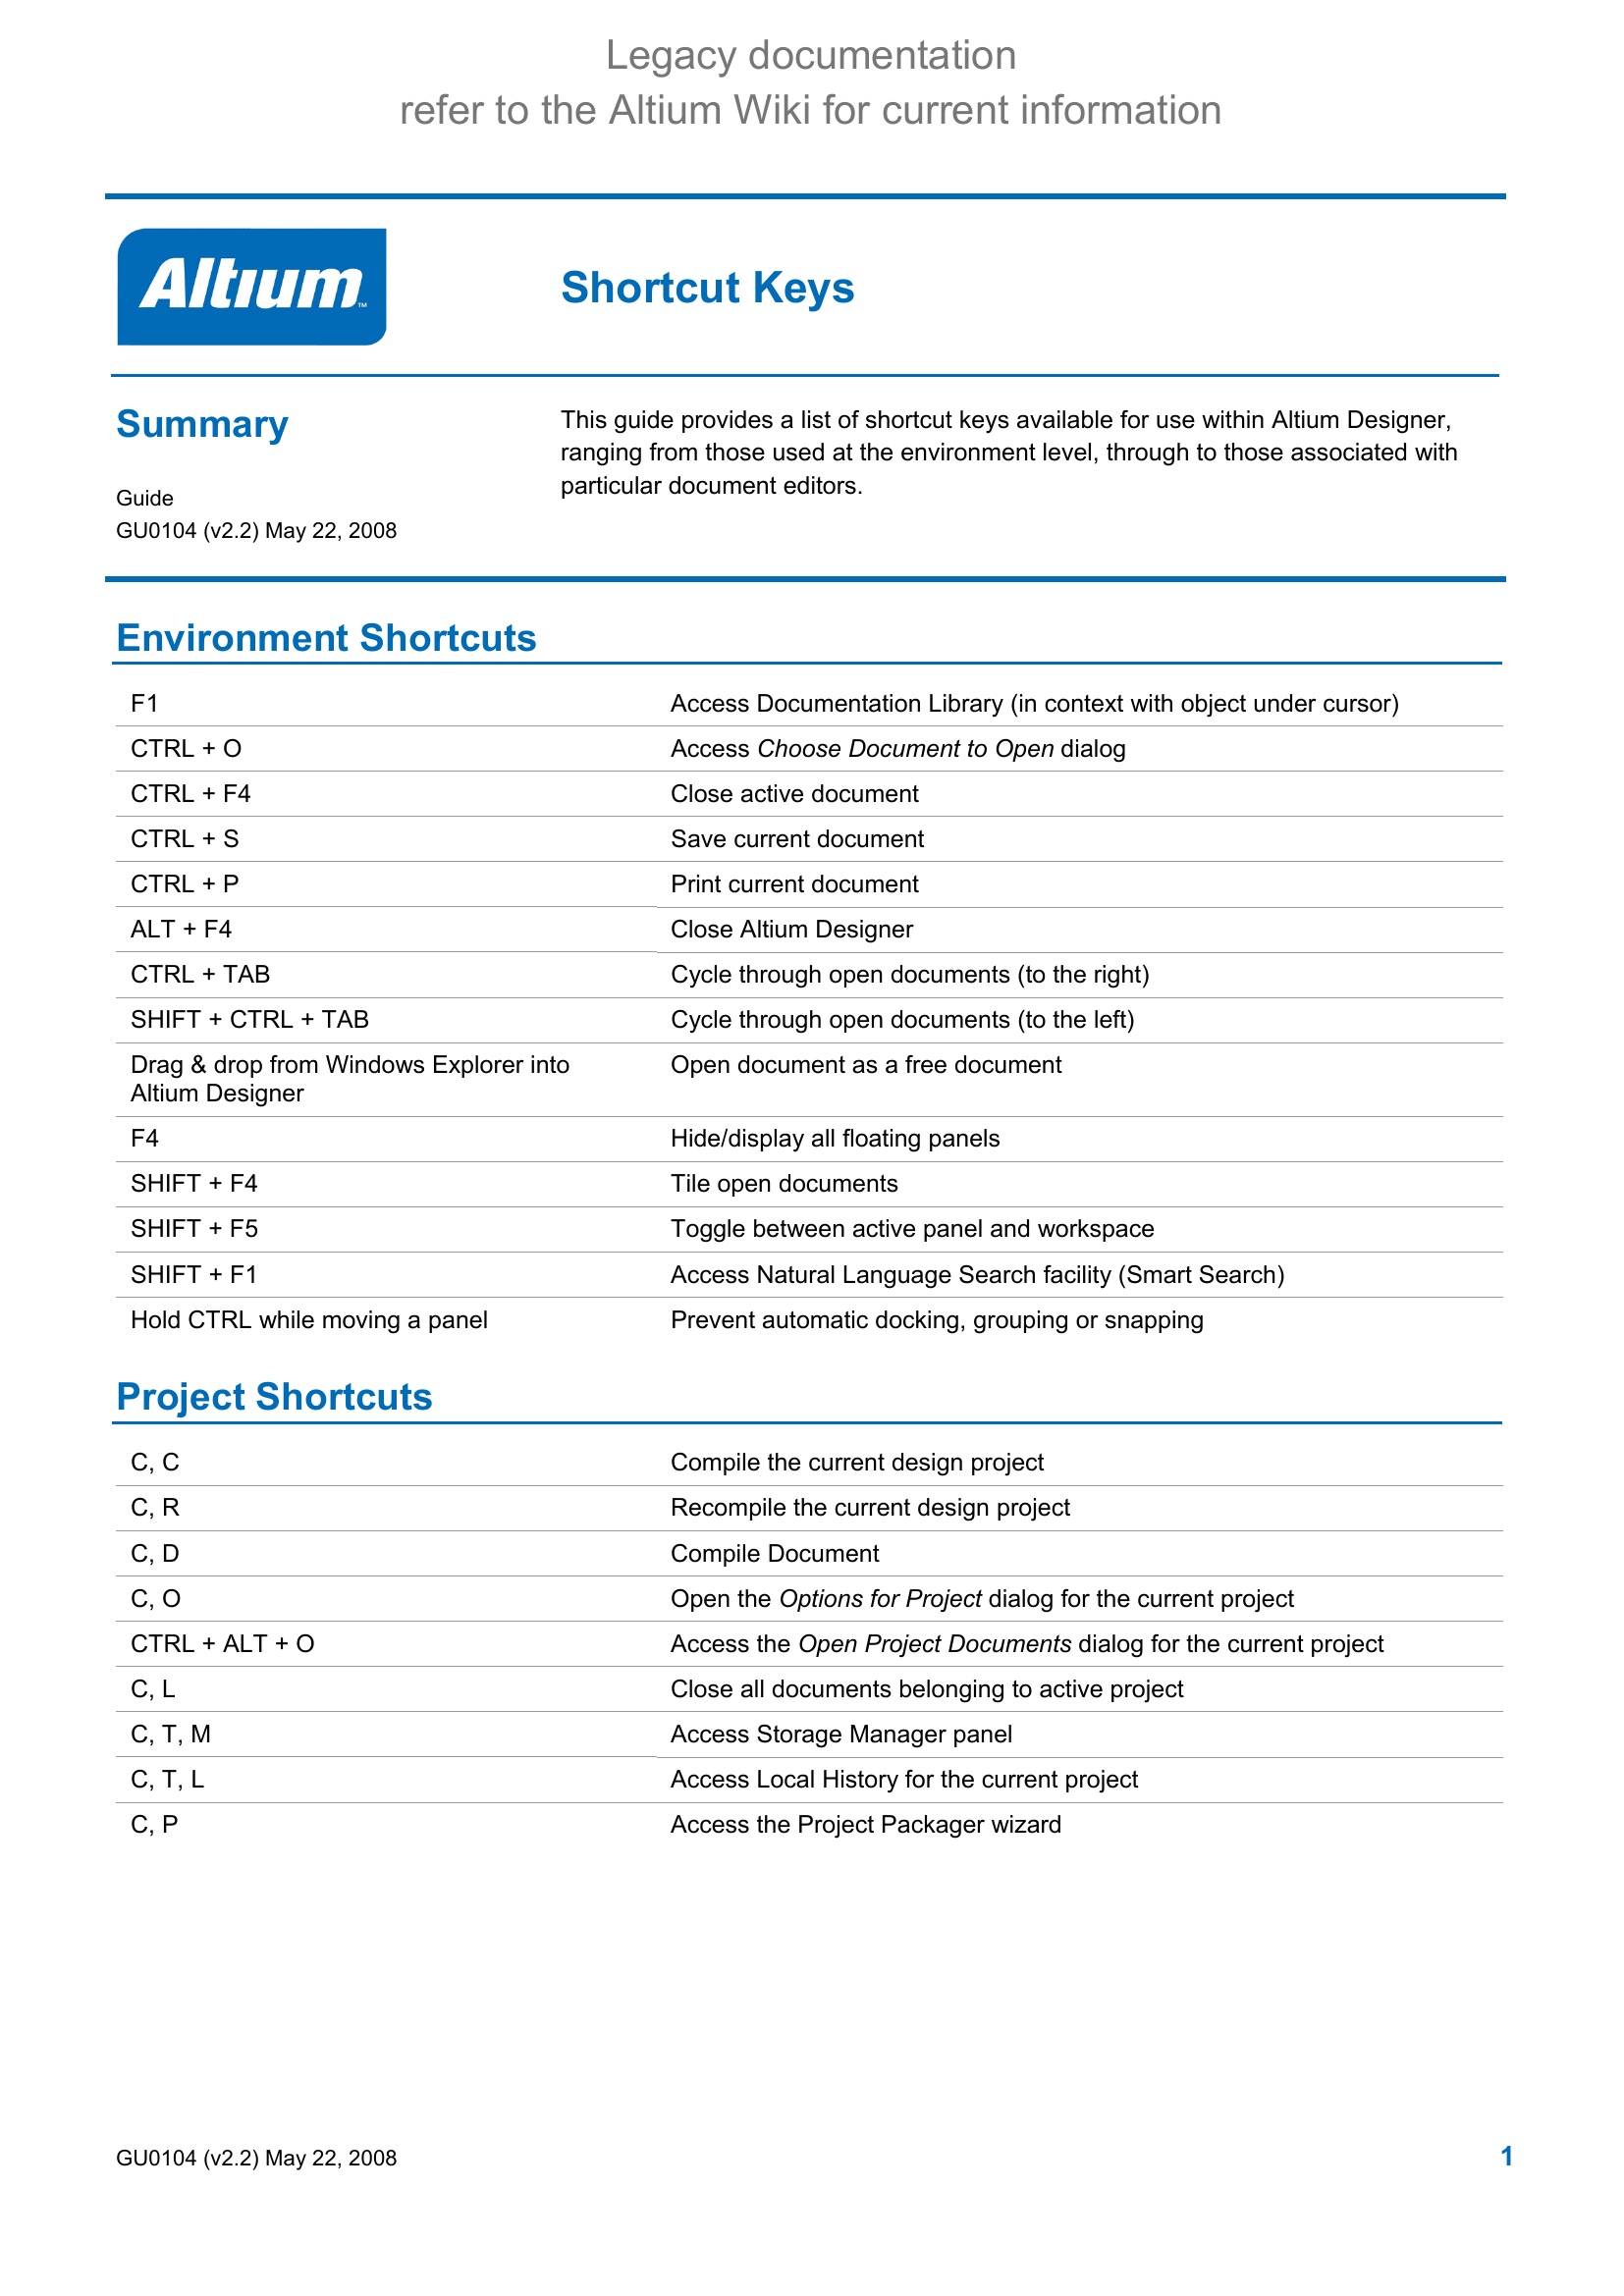 Legacy documentation
refer to the Altium Wiki for current information
Altium™
Shortcut Keys
Summary
Guide
GU0104 (v2.2) May 22, 2008
This guide provides a list of shortcut keys available for use within Altium Designer,
ranging from those used at the environment level, through to those associated with
particular document editors.
Environment Shortcuts
F1 Access Documentation Library (in context with object under cursor)
CTRL + O Access Choose Document to Open dialog
CTRL + F4 Close active document
CTRL + S Save current document
CTRL + P Print current document
ALT + F4 Close Altium Designer
CTRL + TAB Cycle through open documents (to the right)
SHIFT + CTRL + TAB Cycle through open documents (to the left)
Drag & drop from Windows Explorer into Open document as a free document
Altium Designer
F4 Hide/display all floating panels
SHIFT + F4 Tile open documents
SHIFT + F5 Toggle between active panel and workspace
SHIFT + F1 Access Natural Language Search facility (Smart Search)
Hold CTRL while moving a panel Prevent automatic docking, grouping or snapping
Project Shortcuts
C, C Compile the current design project
C, R Recompile the current design project
C, D Compile Document
C, O Open the Options for Project dialog for the current project
CTRL + ALT + O Access the Open Project Documents dialog for the current project
C, L Close all documents belonging to active project
C, T, M Access Storage Manager panel
C, T, L Access Local History for the current project
C, P Access the Project Packager wizard
GU0104 (v2.2) May 22, 2008 1